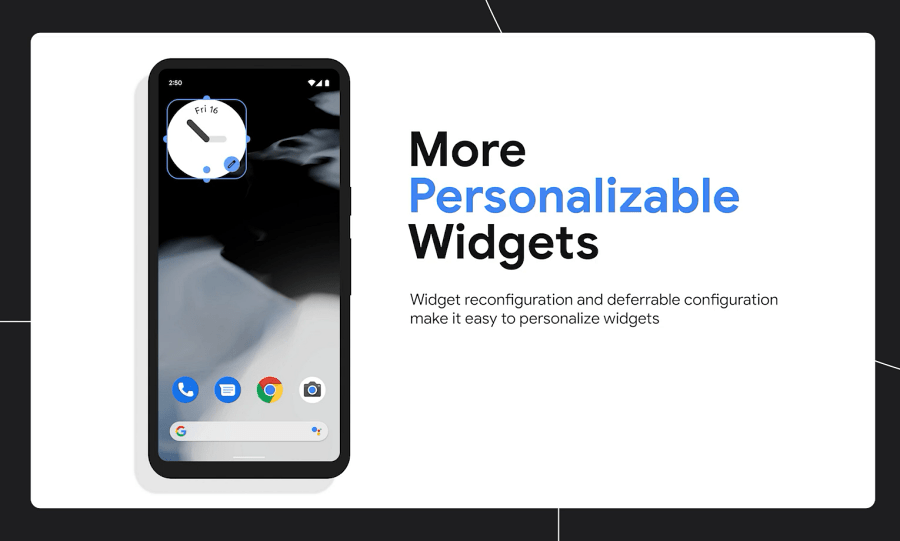 2:50
Fri 16
More
Personalizable
Widgets
Widget reconfiguration and deferrable configuration
make it easy to personalize widgets